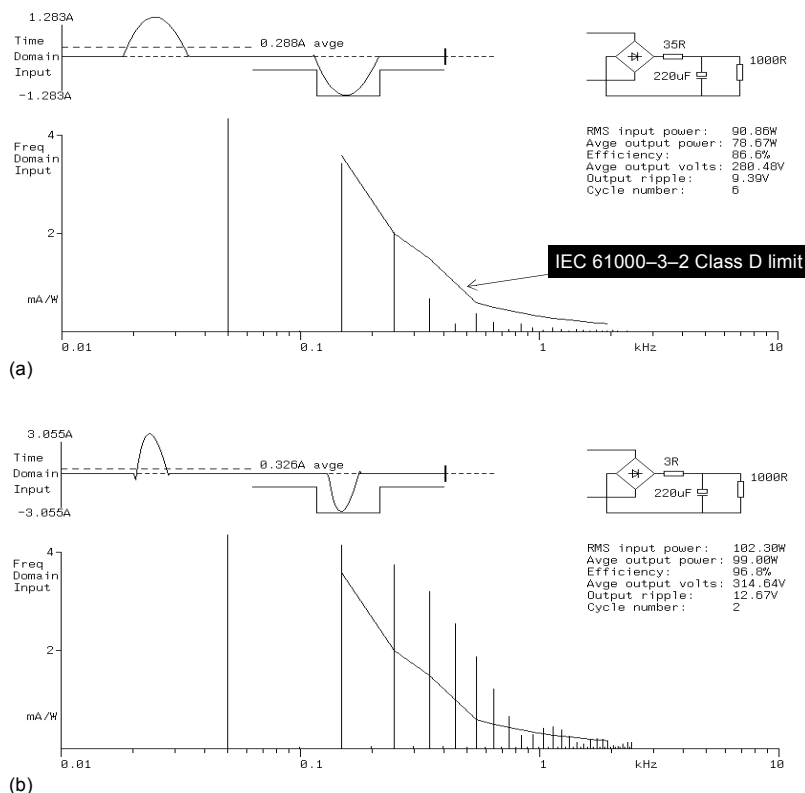 1.283A
Time
Domain
Input
-1.283A
0.288A avge
35R
220uF
1000R
RMS input power: 90.86W
Avge output power: 78.67W
Efficiency: 86.6%
Avge output volts: 280.48V
Output ripple: 9.39V
Cycle number: 6
4
Freq
Domain
Input
2
IEC 61000–3–2 Class D limit
mA/W
0.01
0.1
1
kHz
10
(a)
3.055A
Time
Domain
Input
-3.055A
0.326A avge
3R
220uF
1000R
RMS input power: 102.30W
Avge output power: 99.00W
Efficiency: 96.8%
Avge output volts: 314.64V
Output ripple: 12.67V
Cycle number: 2
4
Freq
Domain
Input
2
mA/W
0.01
0.1
1
kHz
10
(b)